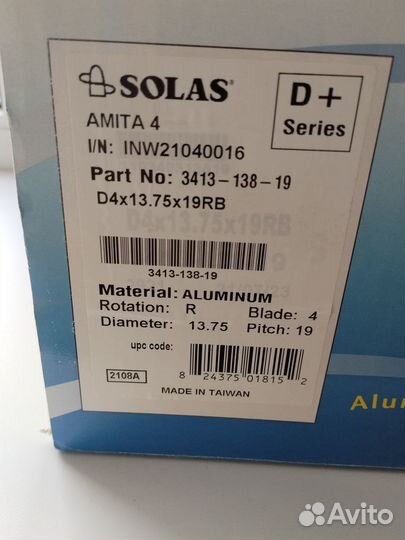 SOLAS
D+
Series
AMITA 4
I/N: INW21040016
Part No: 3413-138-19
D4x13.75x19RB
3413-138-19
Material: ALUMINUM
Rotation: R Blade: 4
Diameter: 13.75 Pitch: 19
upc code:
8 24375 01815 2
2108A
MADE IN TAIWAN
Alu
Avito